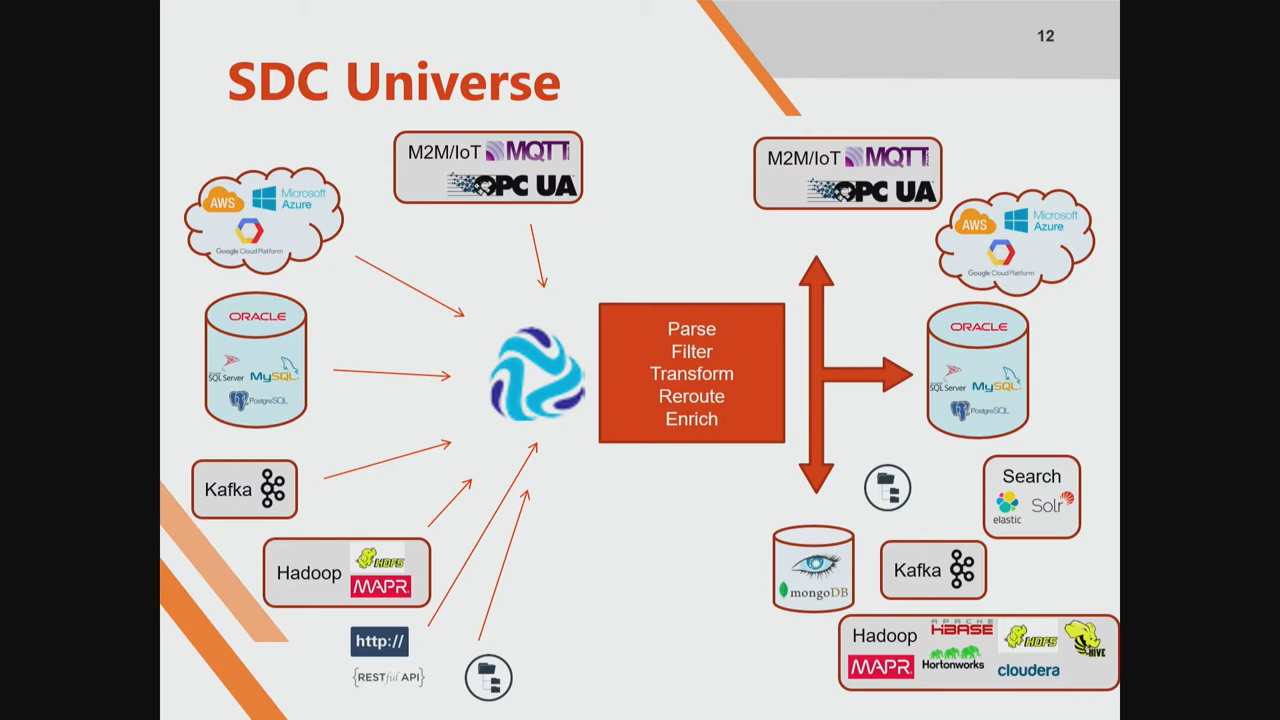 12
SDC Universe
M2M/IoT MQTT
OPC UA
M2M/IoT MQTT
OPC UA
AWS Microsoft Azure
Google Cloud Platform
AWS Microsoft Azure
Google Cloud Platform
ORACLE
SQL Server MySQL
PostgreSQL
Parse
Filter
Transform
Reroute
Enrich
ORACLE
SQL Server MySQL
PostgreSQL
Kafka
Search
elastic Solr
Hadoop HDFS
MAPR
mongoDB
Kafka
http://
{RESTful API}
Hadoop APACHE HBASE HDFS HIVE
MAPR Hortonworks cloudera